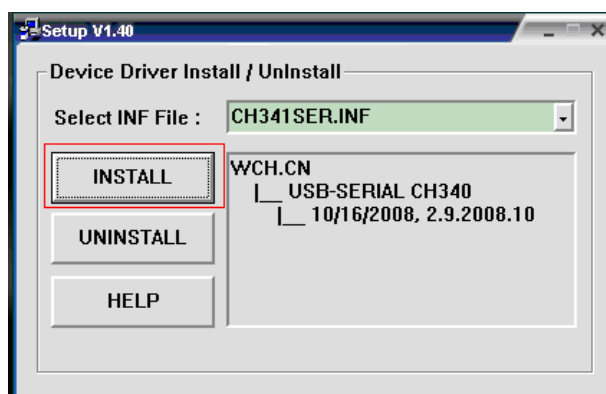 Setup V1.40
Device Driver Install / UnInstall
Select INF File :
CH341SER.INF
INSTALL
UNINSTALL
HELP
WCH.CN
|__ USB-SERIAL CH340
|__ 10/16/2008, 2.9.2008.10